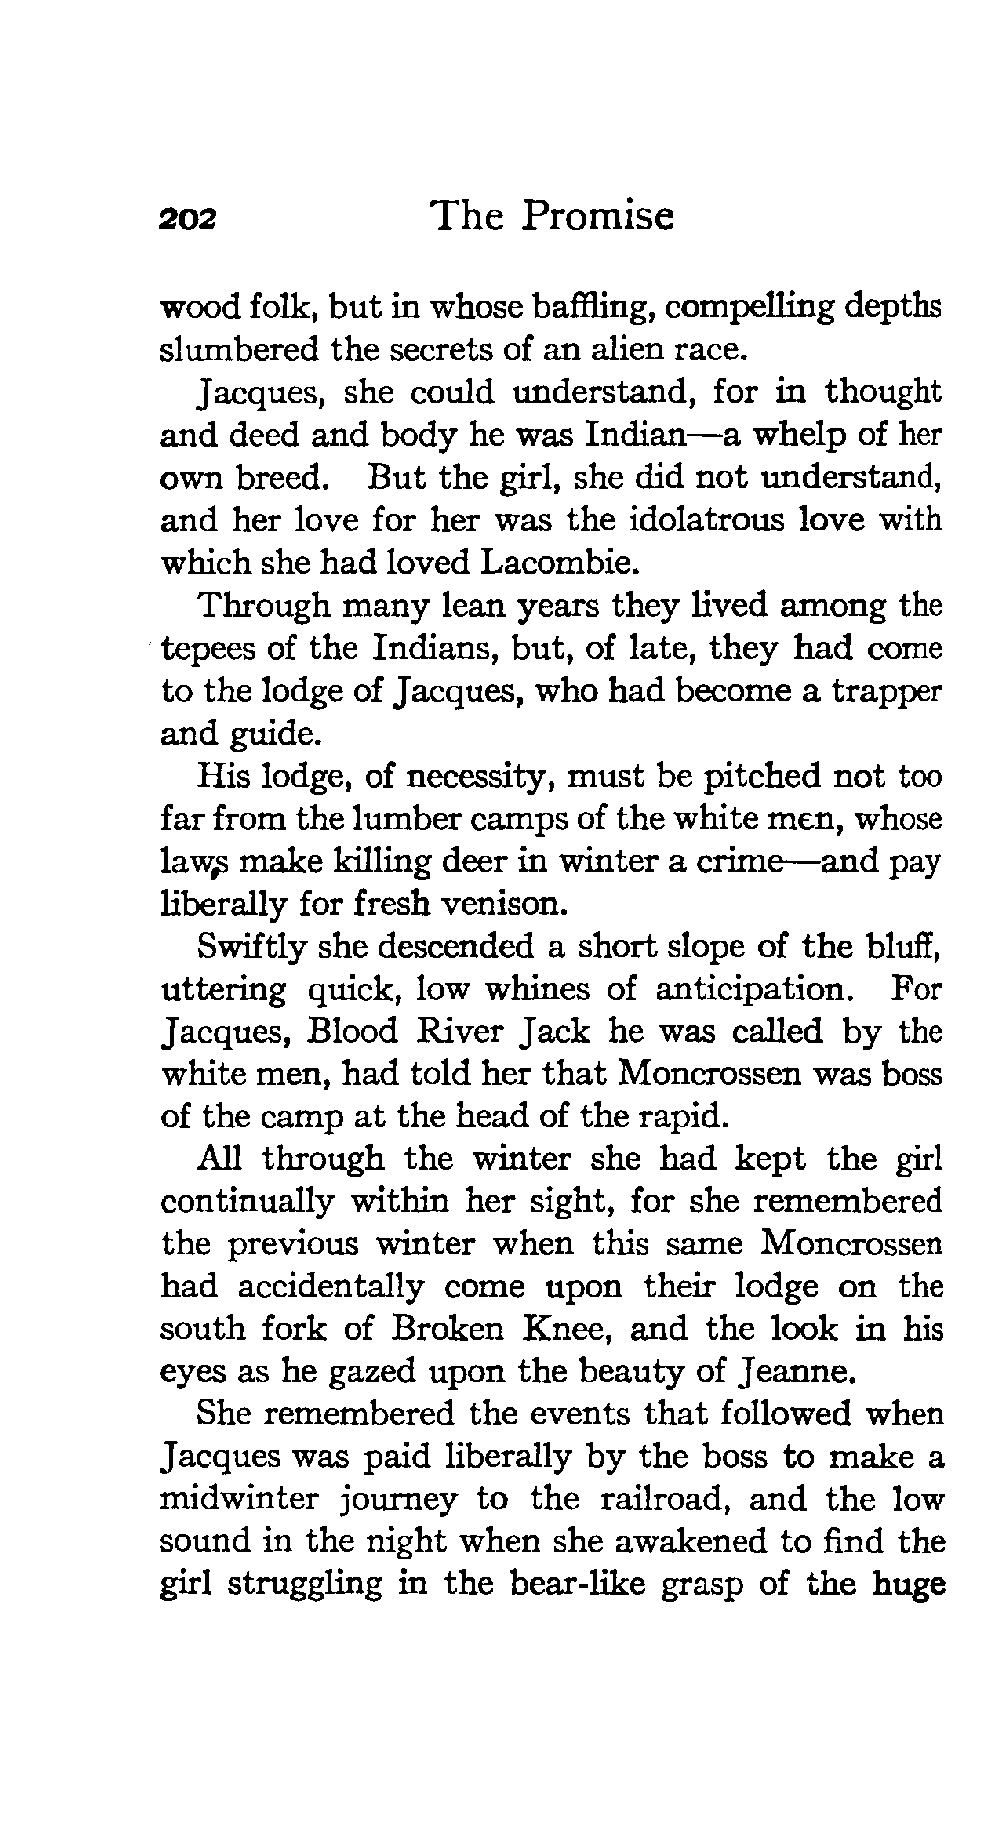 202 The Promise
wood folk, but in whose baffling, compelling depths
slumbered the secrets of an alien race.
Jacques, she could understand, for in thought
and deed and body he was Indian—a whelp of her
own breed. But the girl, she did not understand,
and her love for her was the idolatrous love with
which she had loved Lacombie.
Through many lean years they lived among the
tepees of the Indians, but, of late, they had come
to the lodge of Jacques, who had become a trapper
and guide.
His lodge, of necessity, must be pitched not too
far from the lumber camps of the white men, whose
laws make killing deer in winter a crime—and pay
liberally for fresh venison.
Swiftly she descended a short slope of the bluff,
uttering quick, low whines of anticipation. For
Jacques, Blood River Jack he was called by the
white men, had told her that Moncrossen was boss
of the camp at the head of the rapid.
All through the winter she had kept the girl
continually within her sight, for she remembered
the previous winter when this same Moncrossen
had accidentally come upon their lodge on the
south fork of Broken Knee, and the look in his
eyes as he gazed upon the beauty of Jeanne.
She remembered the events that followed when
Jacques was paid liberally by the boss to make a
midwinter journey to the railroad, and the low
sound in the night when she awakened to find the
girl struggling in the bear-like grasp of the huge